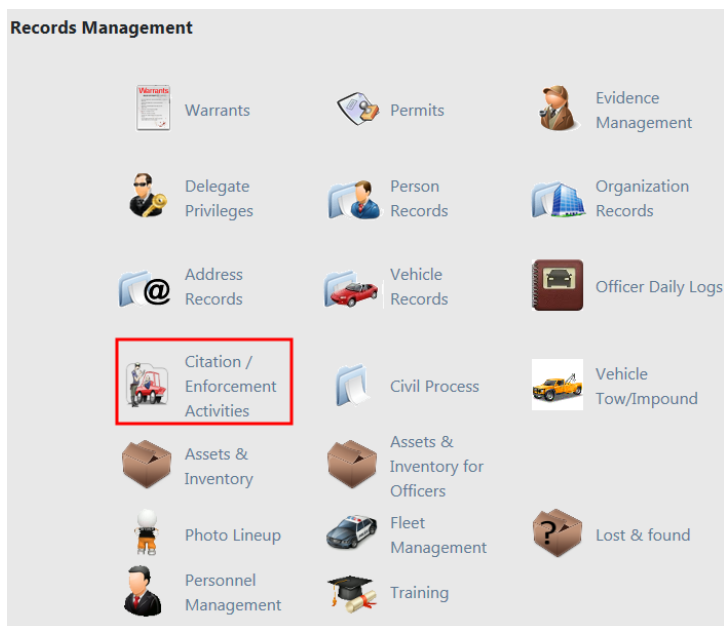 Records Management
Warrants
Warrants
Permits
Evidence
Management
Delegate
Privileges
Person
Records
Organization
Records
@
Address
Records
Vehicle
Records
Officer Daily Logs
Citation /
Enforcement
Activities
Civil Process
Vehicle
Tow/Impound
Assets &
Inventory
Assets &
Inventory for
Officers
Photo Lineup
Fleet
Management
?
Lost & found
Personnel
Management
Training